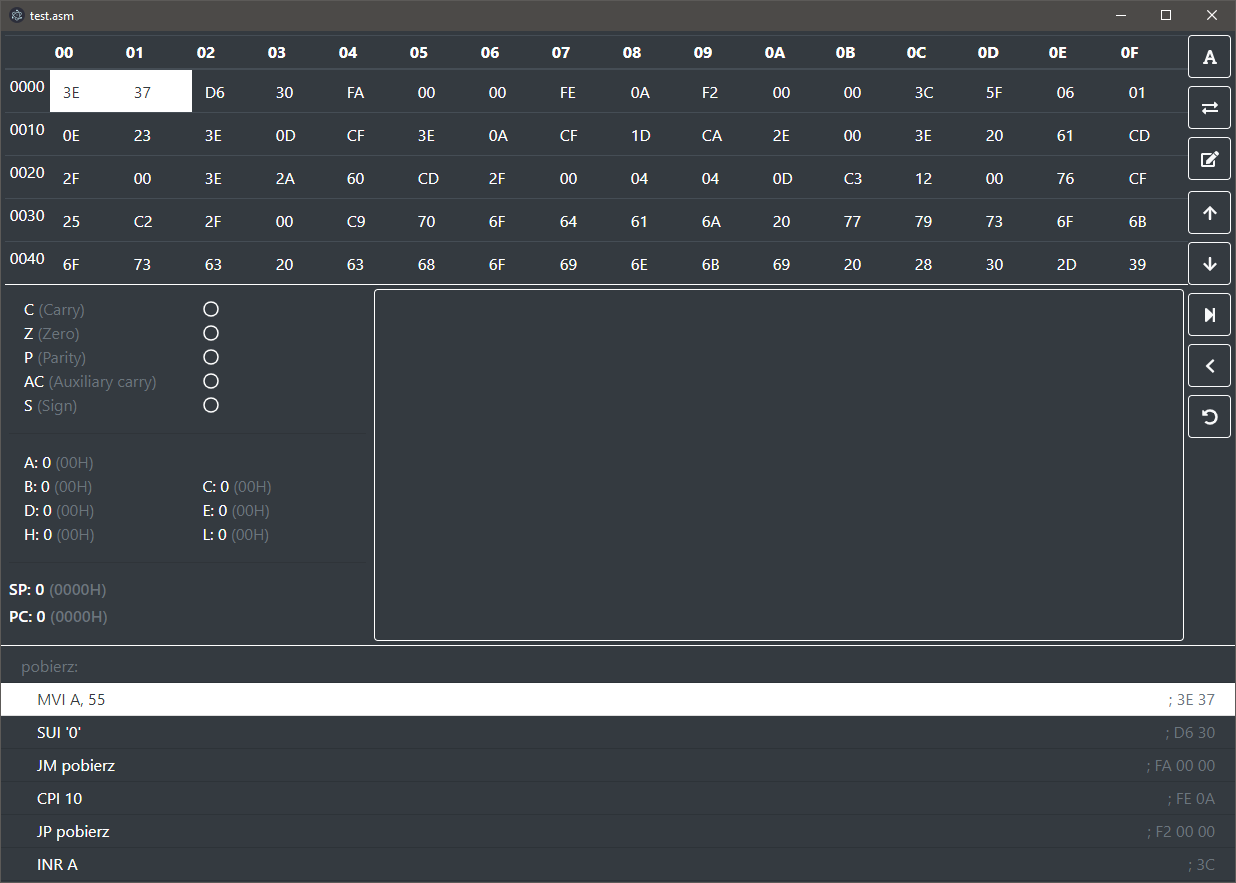 test.asm
00 01 02 03 04 05 06 07 08 09 0A 0B 0C 0D 0E 0F
0000 3E 37 D6 30 FA 00 00 FE 0A F2 00 00 3C 5F 06 01
0010 0E 23 3E 0D CF 3E 0A CF 1D CA 2E 00 3E 20 61 CD
0020 2F 00 3E 2A 60 CD 2F 00 04 04 0D C3 12 00 76 CF
0030 25 C2 2F 00 C9 70 6F 64 61 6A 20 77 79 73 6F 6B
0040 6F 73 63 20 63 68 6F 69 6E 6B 69 20 28 30 2D 39
A
C (Carry)
Z (Zero)
P (Parity)
AC (Auxiliary carry)
S (Sign)
A: 0 (00H)
B: 0 (00H) C: 0 (00H)
D: 0 (00H) E: 0 (00H)
H: 0 (00H) L: 0 (00H)
SP: 0 (0000H)
PC: 0 (0000H)
pobierz:
MVI A, 55 ; 3E 37
SUI '0' ; D6 30
JM pobierz ; FA 00 00
CPI 10 ; FE 0A
JP pobierz ; F2 00 00
INR A ; 3C